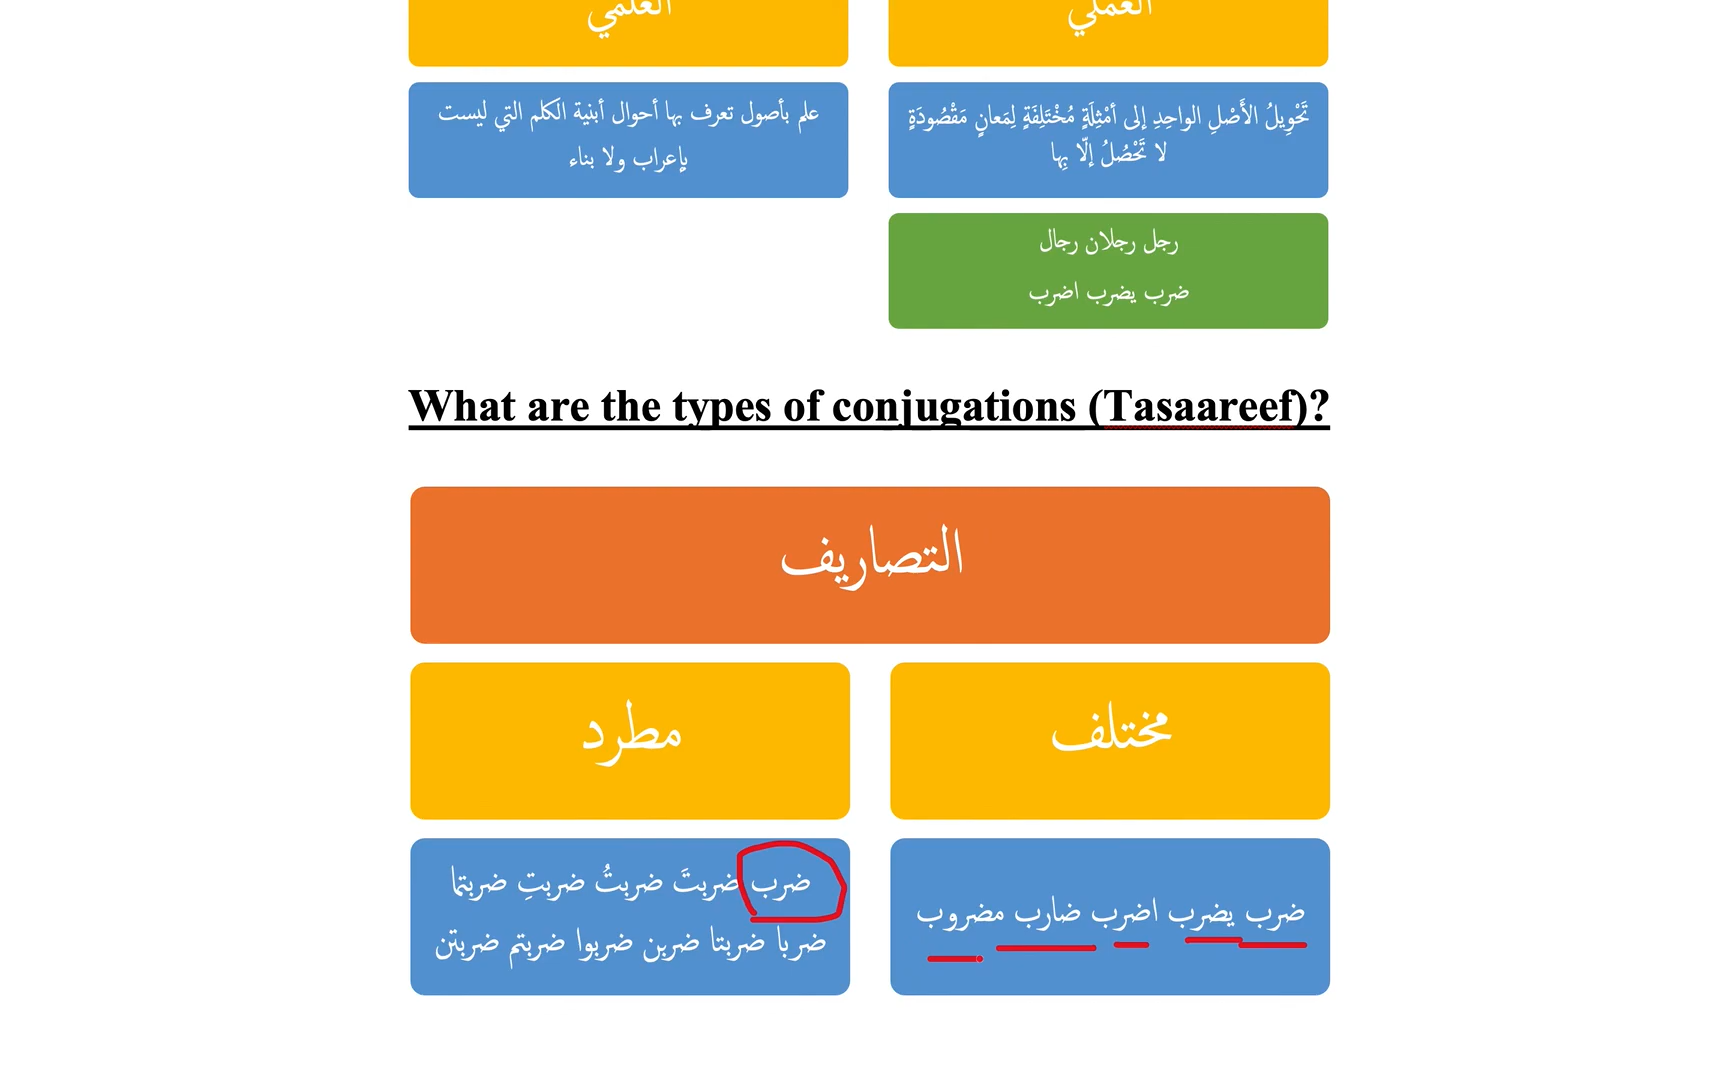 العملي
العلمي
تَحْوِيلُ الأَصْلِ الواحِدِ إلى أمْثِلَةٍ مُخْتَلِفَةٍ لِمَعانٍ مَقْصُودَةٍ
لا تَحْصُلُ إلّا بِها
علم بأصول تعرف بها أحوال أبنية الكلم التي ليست
بإعراب ولا بناء
رجل رجلان رجال
ضرب يضرب اضرب
What are the types of conjugations (Tasaareef)?
التصاريف
مختلف
مطرد
ضرب يضرب اضرب ضارب مضروب
ضرب ضربتَ ضربتُ ضربتِ ضربتما
ضربا ضربتا ضربن ضربوا ضربتم ضربتن